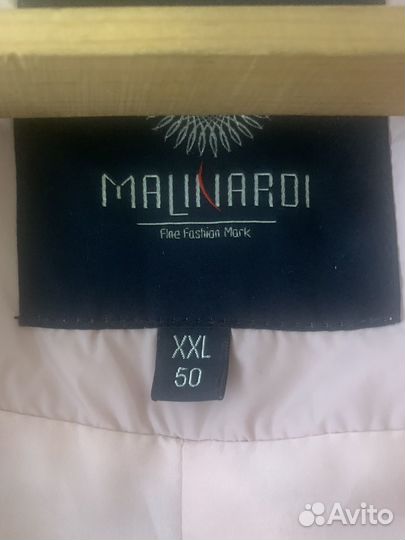 MALINARDI
Fine Fashion Mark
XXL
50
Avito